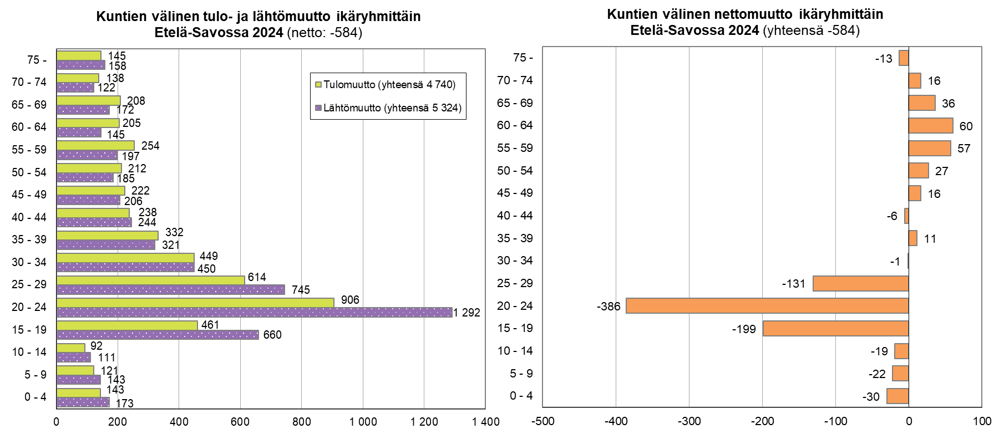 Kuntien välinen tulo- ja lähtömuutto ikäryhmittäin
Etelä-Savossa 2024 (netto: -584)
75 -
145
158
70 - 74
138
122
65 - 69
208
172
60 - 64
205
145
55 - 59
254
197
50 - 54
212
185
45 - 49
222
206
40 - 44
238
244
35 - 39
332
321
30 - 34
449
450
25 - 29
614
745
20 - 24
906
1 292
15 - 19
461
660
10 - 14
92
111
5 - 9
121
143
0 - 4
143
173
Tulomuutto (yhteensä 4 740)
Lähtömuutto (yhteensä 5 324)
0 200 400 600 800 1 000 1 200 1 400
Kuntien välinen nettomuutto ikäryhmittäin
Etelä-Savossa 2024 (yhteensä -584)
75 - -13
70 - 74 16
65 - 69 36
60 - 64 60
55 - 59 57
50 - 54 27
45 - 49 16
40 - 44 -6
35 - 39 11
30 - 34 -1
25 - 29 -131
20 - 24 -386
15 - 19 -199
10 - 14 -19
5 - 9 -22
0 - 4 -30
-500 -400 -300 -200 -100 0 100